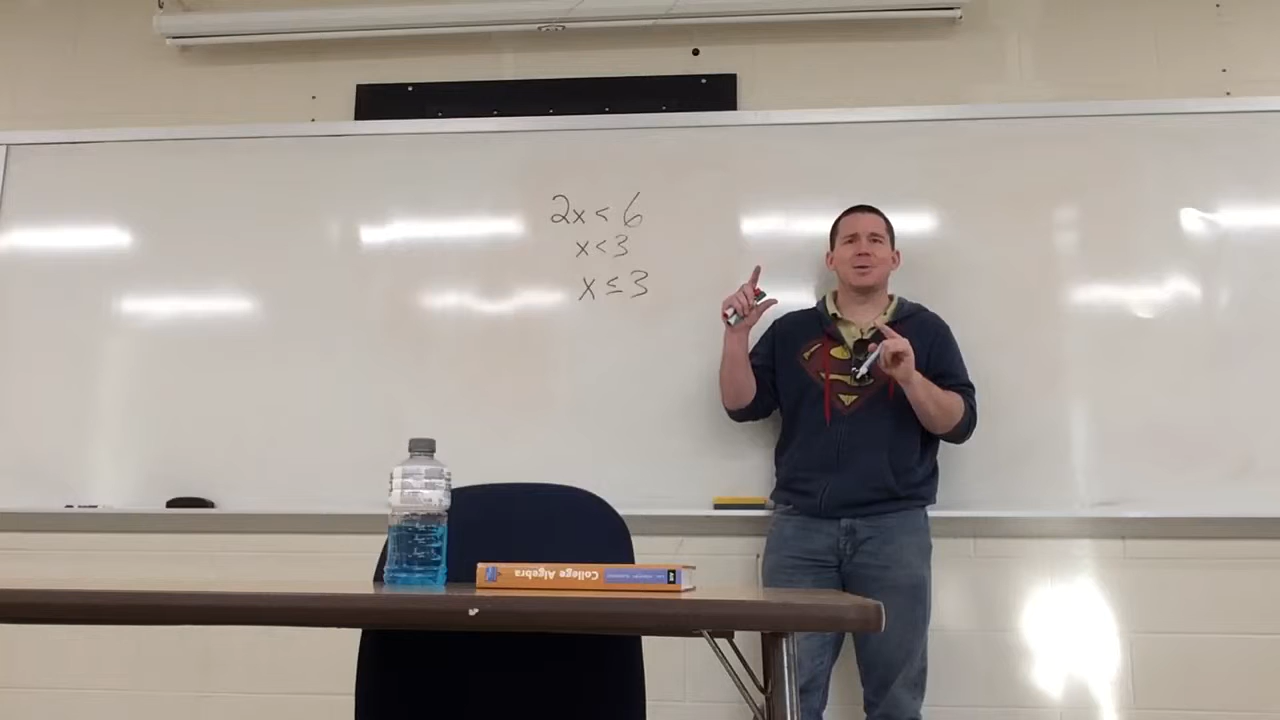 2x < 6
x < 3
x ≤ 3
College Algebra